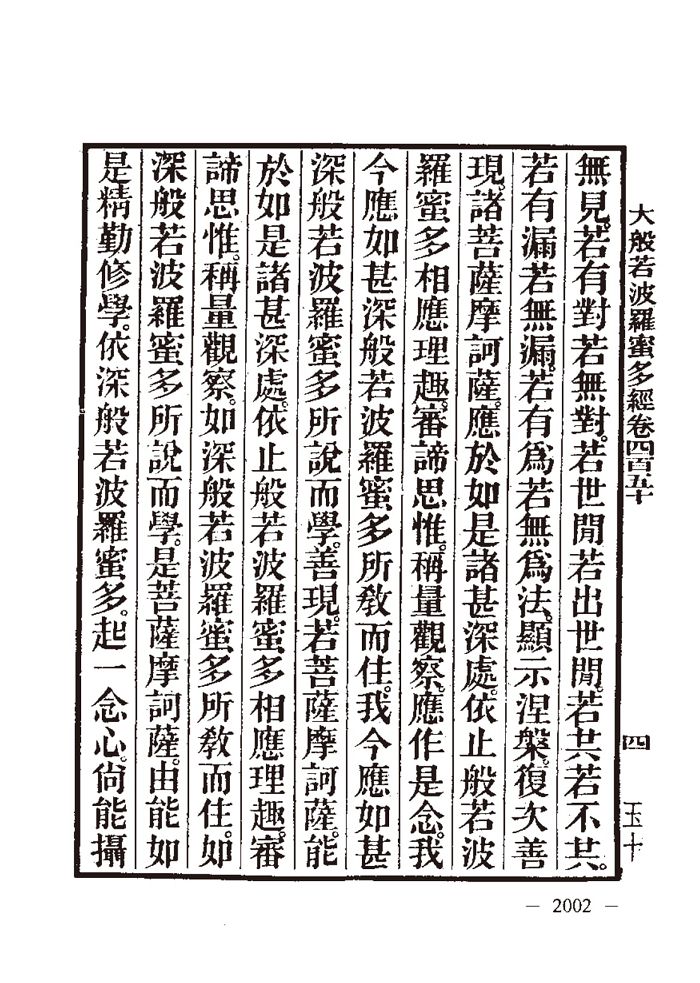 大般若波羅蜜多經卷四百五十
四
玉十
無見。若有對若無對。若世閒若出世閒。若共若不共。
若有漏若無漏。若有爲若無爲法。顯示涅槃。復次善
現。諸菩薩摩訶薩。應於如是諸甚深處。依止般若波
羅蜜多相應理趣。審諦思惟。稱量觀察。應作是念。我
今應如甚深般若波羅蜜多所敎而住。我今應如甚
深般若波羅蜜多所說而學。善現。若菩薩摩訶薩。能
於如是諸甚深處。依止般若波羅蜜多相應理趣。審
諦思惟。稱量觀察。如深般若波羅蜜多所敎而住。如
深般若波羅蜜多所說而學。是菩薩摩訶薩。由能如
是精勤修學。依深般若波羅蜜多。起一念心。尙能攝
— 2002 —